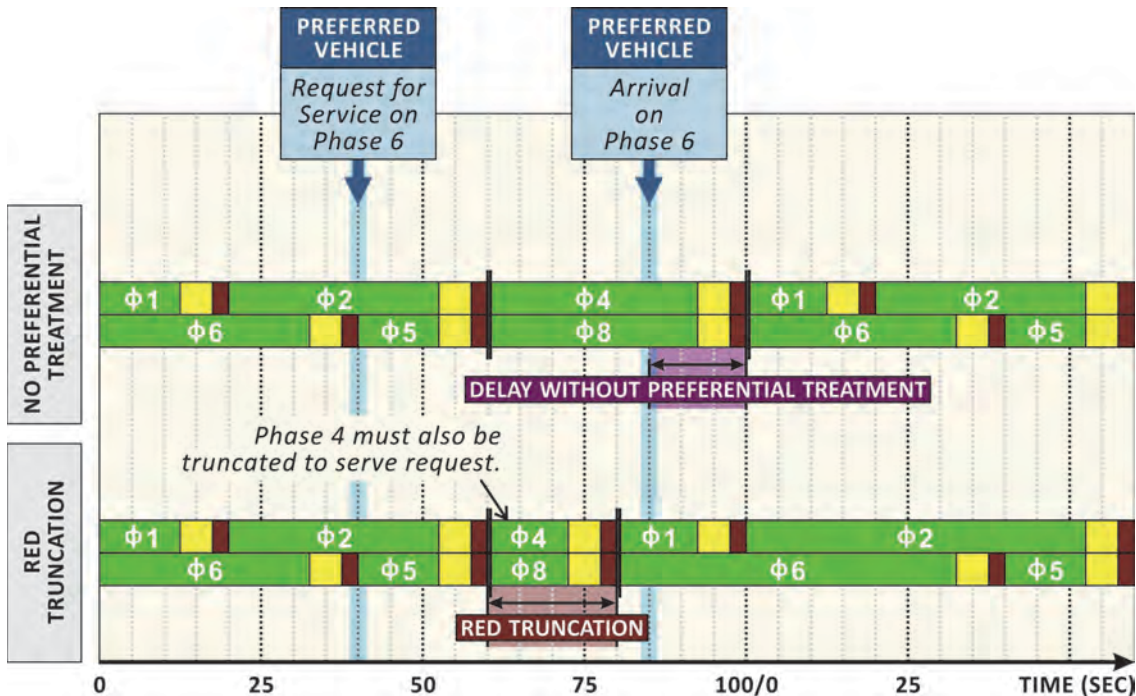 PREFERRED
VEHICLE
Request for
Service on
Phase 6
PREFERRED
VEHICLE
Arrival
on
Phase 6
NO PREFERENTIAL
TREATMENT
Φ1 Φ2 Φ4 Φ1 Φ2
Φ6 Φ5 Φ8 Φ6 Φ5
DELAY WITHOUT PREFERENTIAL TREATMENT
Phase 4 must also be
truncated to serve request.
RED
TRUNCATION
Φ1 Φ2 Φ4 Φ1 Φ2
Φ6 Φ5 Φ8 Φ6 Φ5
RED TRUNCATION
0 25 50 75 100/0 25 TIME (SEC)